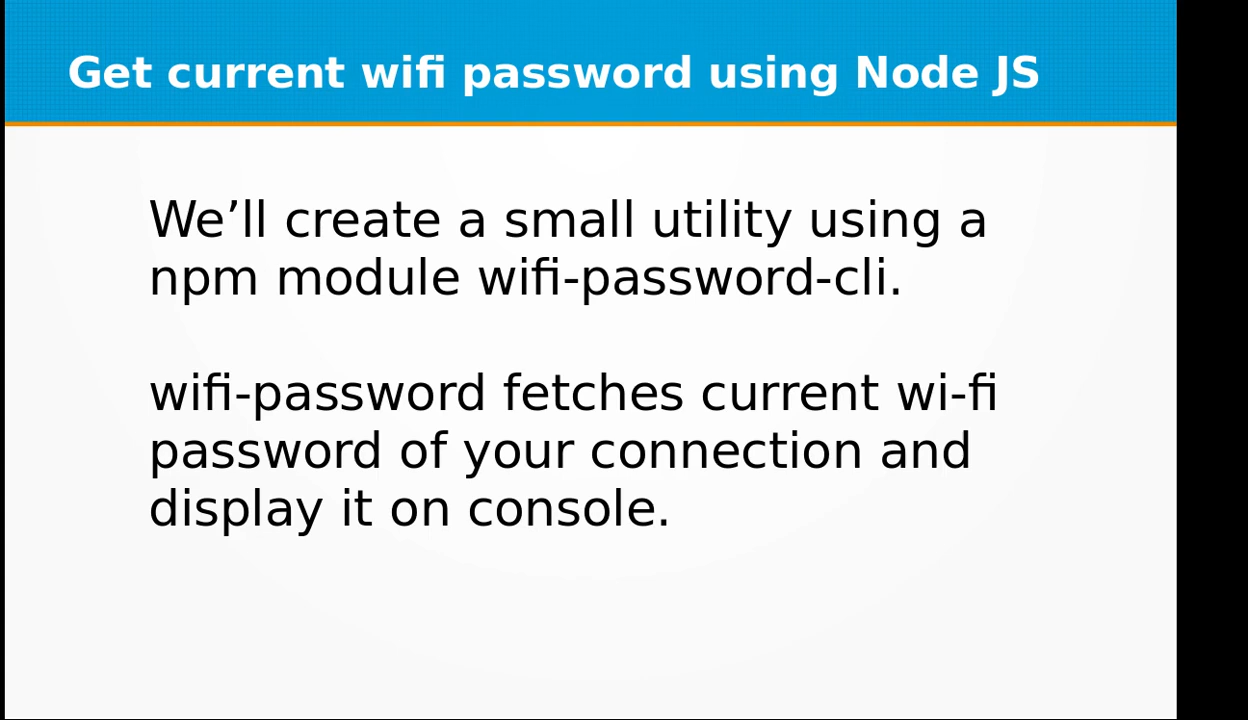 Get current wifi password using Node JS
We’ll create a small utility using a
npm module wifi-password-cli.
wifi-password fetches current wi-fi
password of your connection and
display it on console.